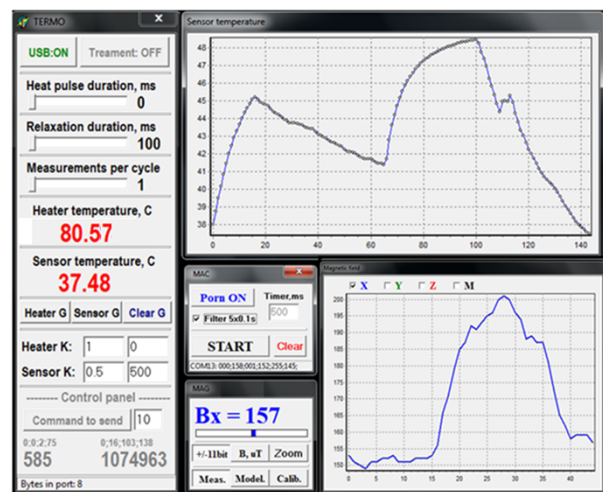 TERMO
USB:ON Treament: OFF
Heat pulse duration, ms
0
Relaxation duration, ms
100
Measurements per cycle
1
Heater temperature, C
80.57
Sensor temperature, C
37.48
Heater G Sensor G Clear G
Heater K: 1 0
Sensor K: 0.5 500
Control panel
Command to send 10
0;0;2;75 0;16;103;138
585 1074963
Bytes in port: 8
Sensor temperature
48
47
46
45
44
43
42
41
40
39
38
0 20 40 60 80 100 120 140
MAC
Porn ON Timer,ms
500
Filter 5x0.1s
START Clear
COM13: 000;158;001;152;255;145;
MAG
Bx = 157
+/-11bit B, uT Zoom
Meas. Model. Calib.
Magnetic field
X Y Z M
200
195
190
185
180
175
170
165
160
155
150
0 5 10 15 20 25 30 35 40